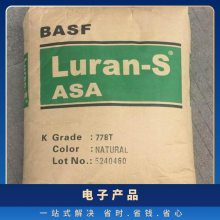 BASF
Luran-S®
ASA
K Grade: 778T
Color: NATURAL
Lot No.: 5240460
电子产品
一站式解决 省时.省钱.省心